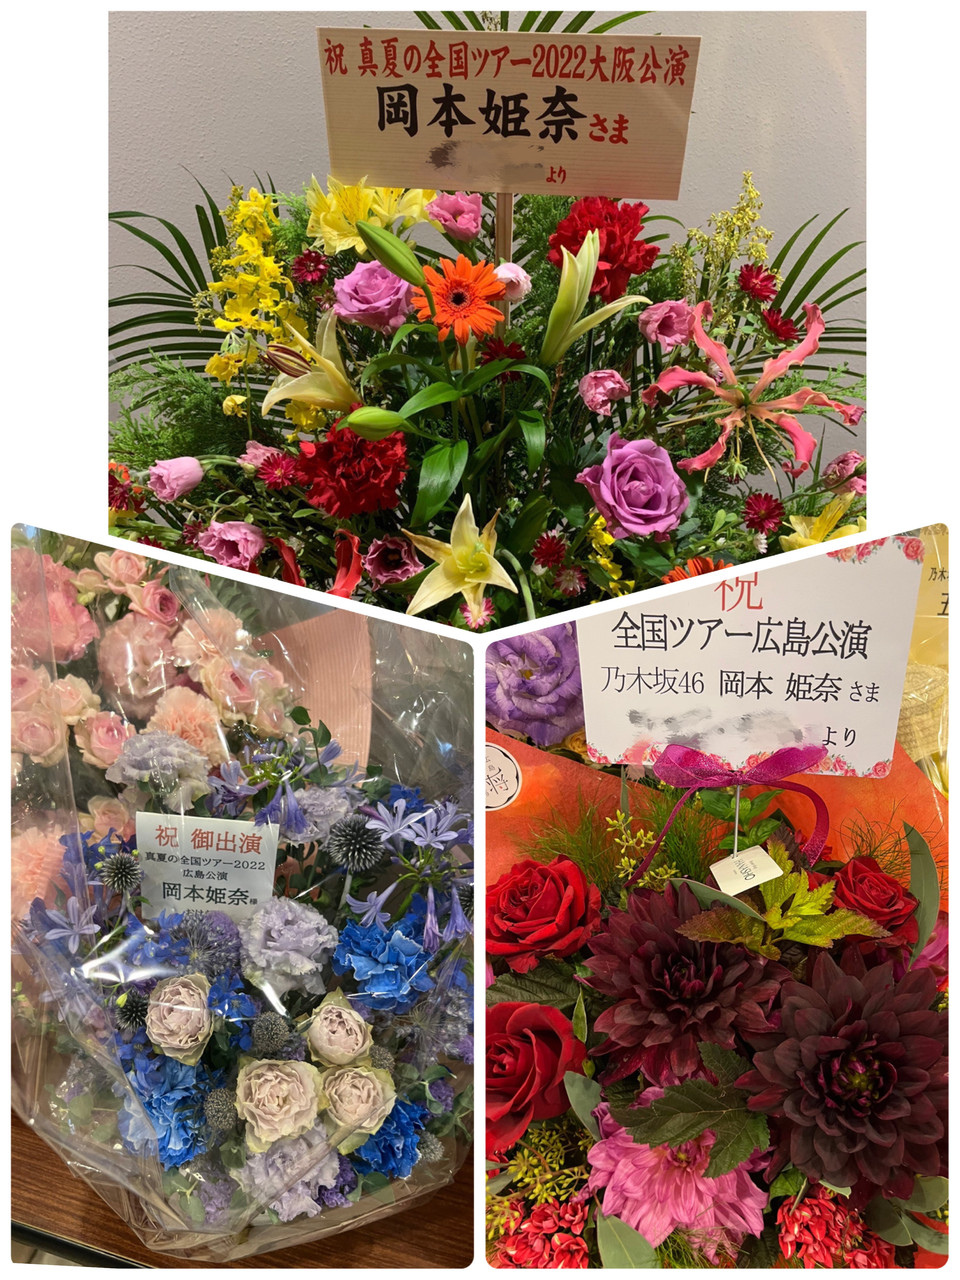 祝 真夏の全国ツアー2022大阪公演
岡本姫奈さま
より
祝 御出演
真夏の全国ツアー2022
広島公演
岡本姫奈様
祝
全国ツアー広島公演
乃木坂46 岡本 姫奈さま
より
乃木